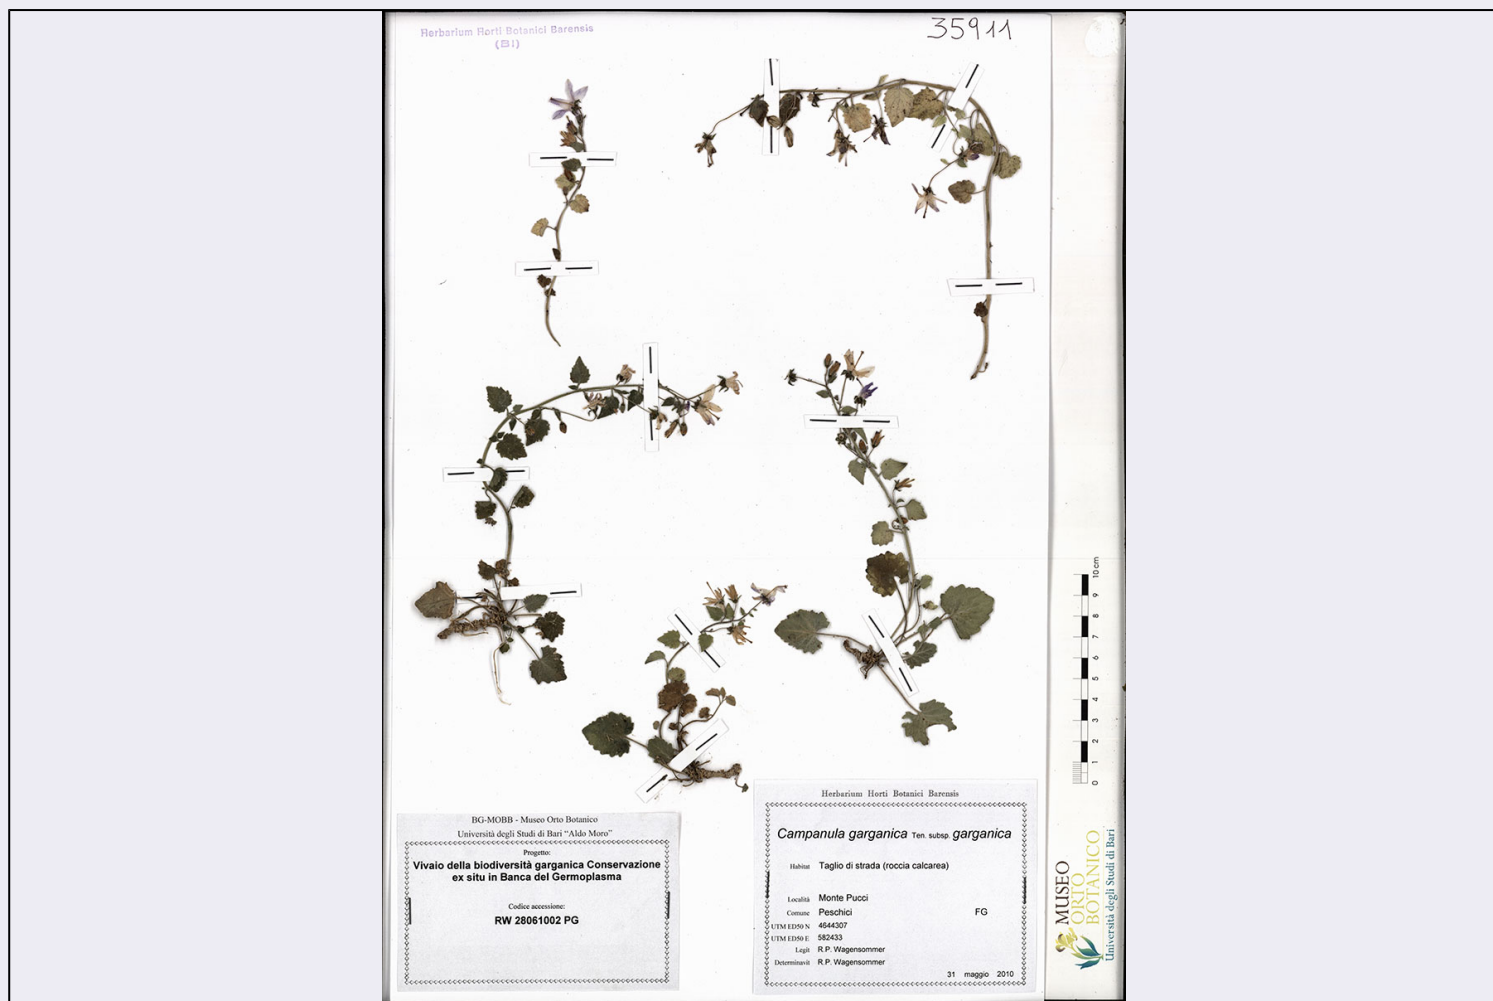 Herbarium Horti Botanici Barensis
(BI)
35911
10 cm
9
8
7
6
5
4
3
2
1
0
MUSEO
ORTO
BOTANICO
Università degli Studi di Bari
BG-MOBB - Museo Orto Botanico
Università degli Studi di Bari "Aldo Moro"
Progetto:
Vivaio della biodiversità garganica Conservazione
ex situ in Banca del Germoplasma
Codice accessione:
RW 28061002 PG
Herbarium Horti Botanici Barensis
Campanula garganica Ten. subsp. garganica
Habitat Taglio di strada (roccia calcarea)
Località Monte Pucci
Comune Peschici FG
UTM ED50 N 4644307
UTM ED50 E 582433
Legit R.P. Wagensommer
Determinavit R.P. Wagensommer
31 maggio 2010